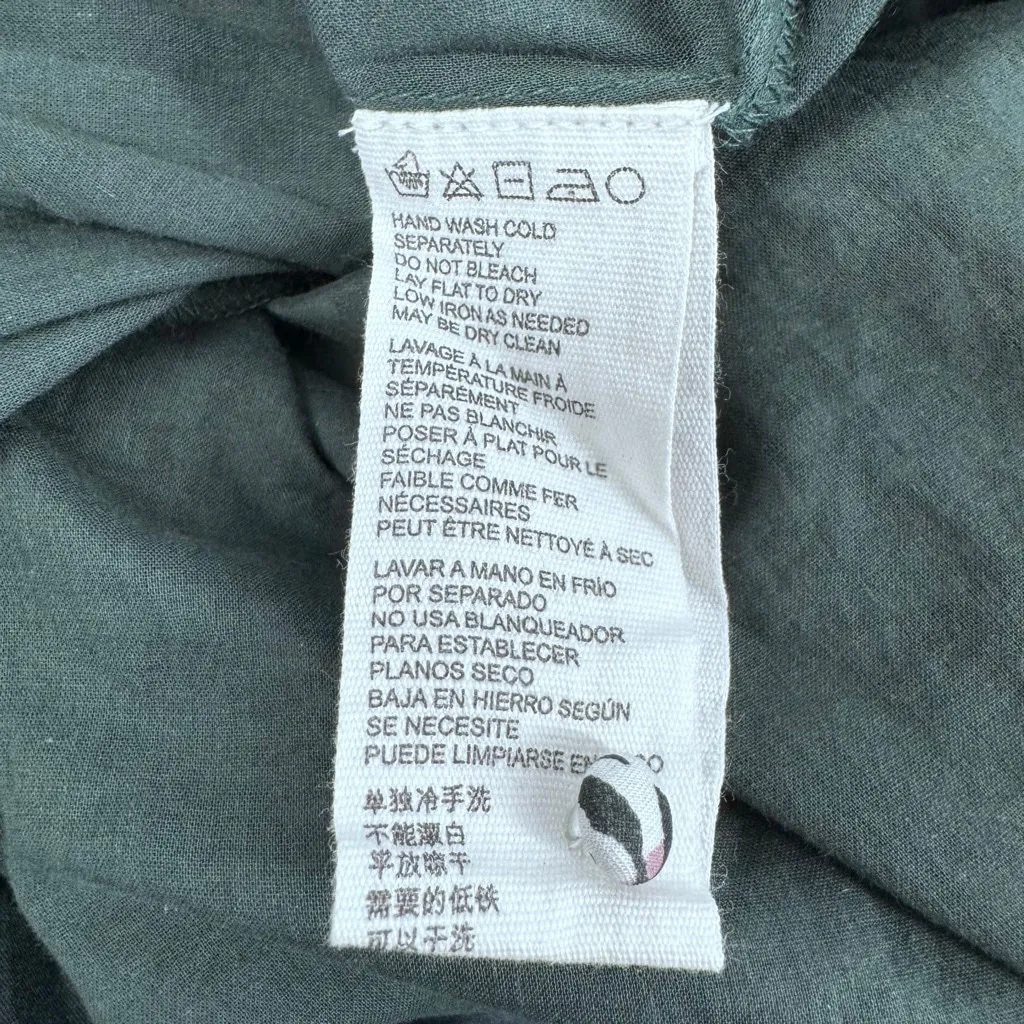 HAND WASH COLD
SEPARATELY
DO NOT BLEACH
LAY FLAT TO DRY
LOW IRON AS NEEDED
MAY BE DRY CLEAN
LAVAGE À LA MAIN À
TEMPÉRATURE FROIDE
SÉPARÉMENT
NE PAS BLANCHIR
POSER À PLAT POUR LE
SÉCHAGE
FAIBLE COMME FER
NÉCESSAIRES
PEUT ÊTRE NETTOYÉ À SEC
LAVAR A MANO EN FRÍO
POR SEPARADO
NO USA BLANQUEADOR
PARA ESTABLECER
PLANOS SECO
BAJA EN HIERRO SEGÚN
SE NECESITE
PUEDE LIMPIARSE EN
单独冷手洗
不能漂白
平放晾干
需要的低铁
可以干洗